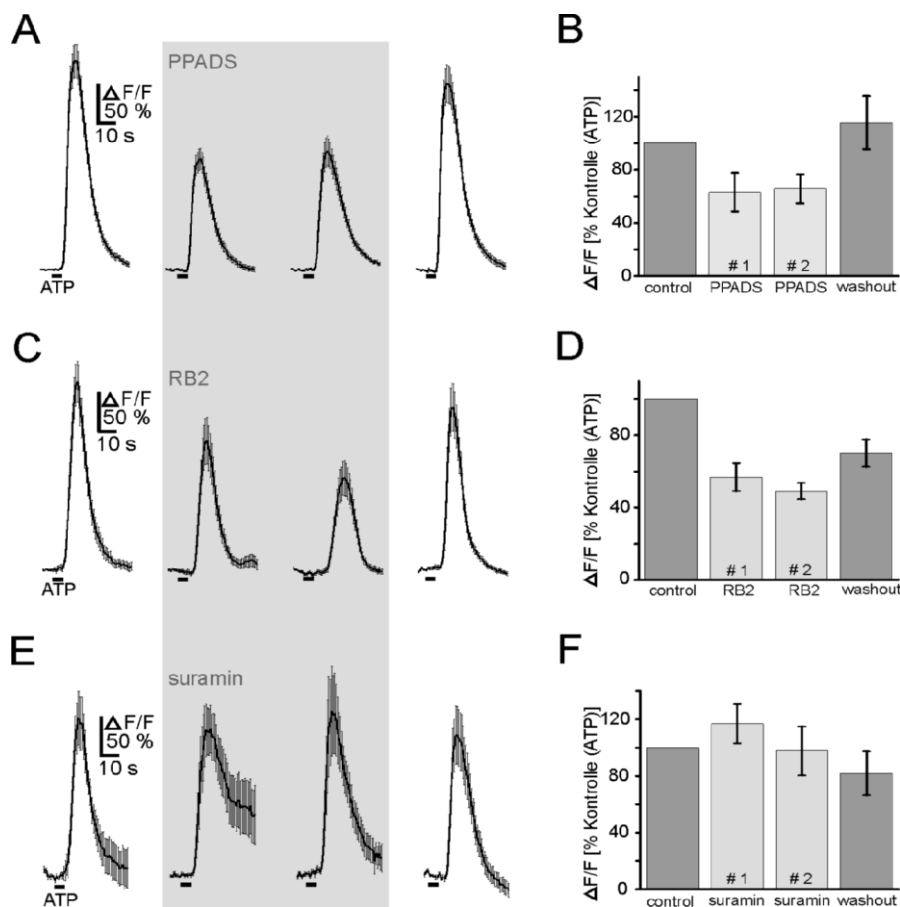 A
PPADS
ΔF/F
50 %
10 s
ATP
B
ΔF/F [% Kontrolle (ATP)]
120
80
40
0
# 1
# 2
control
PPADS
PPADS
washout
C
RB2
ΔF/F
50 %
10 s
ATP
D
ΔF/F [% Kontrolle (ATP)]
80
40
0
# 1
# 2
control
RB2
RB2
washout
E
suramin
ΔF/F
50 %
10 s
ATP
F
ΔF/F [% Kontrolle (ATP)]
120
80
40
0
# 1
# 2
control
suramin
suramin
washout